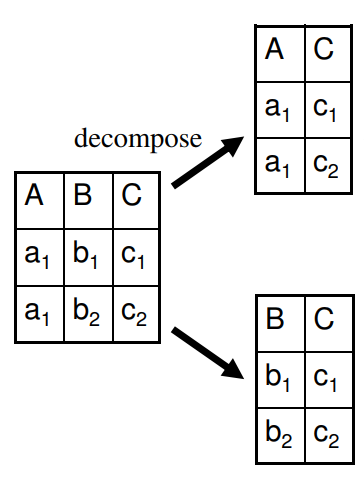 decompose
A B C
a₁ b₁ c₁
a₁ b₂ c₂
A C
a₁ c₁
a₁ c₂
B C
b₁ c₁
b₂ c₂